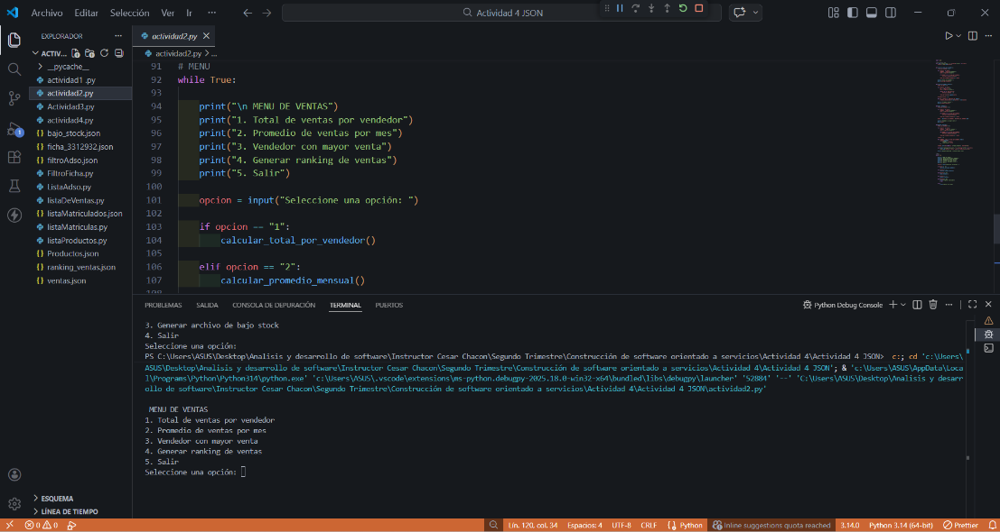 Archivo Editar Selección Ver Ir ··· Actividad 4 JSON
EXPLORADOR ···
ACTIV...
__pycache__
actividad1 .py
actividad2.py
Actividad3.py
actividad4.py
bajo_stock.json
ficha_3312932.json
filtroAdso.json
FiltroFicha.py
ListaAdso.py
listaDeVentas.py
listaMatriculados.json
listaMatriculas.py
listaProductos.py
Productos.json
ranking_ventas.json
ventas.json
ESQUEMA
LÍNEA DE TIEMPO
1
actividad2.py
actividad2.py > ...
91 # MENU
92 while True:
93
94 print("\n MENU DE VENTAS")
95 print("1. Total de ventas por vendedor")
96 print("2. Promedio de ventas por mes")
97 print("3. Vendedor con mayor venta")
98 print("4. Generar ranking de ventas")
99 print("5. Salir")
100
101 opcion = input("Seleccione una opción: ")
102
103 if opcion == "1":
104 calcular_total_por_vendedor()
105
106 elif opcion == "2":
107 calcular_promedio_mensual()
108
PROBLEMAS SALIDA CONSOLA DE DEPURACIÓN TERMINAL PUERTOS Python Debug Console
3. Generar archivo de bajo stock
4. Salir
Seleccione una opción:
PS C:\Users\ASUS\Desktop\Analisis y desarrollo de software\Instructor Cesar Chacon\Segundo Trimestre\Construcción de software orientado a servicios\Actividad 4\Actividad 4 JSON> c:; cd 'c:\Users\
ASUS\Desktop\Analisis y desarrollo de software\Instructor Cesar Chacon\Segundo Trimestre\Construcción de software orientado a servicios\Actividad 4\Actividad 4 JSON'; & 'c:\Users\ASUS\AppData\Loca
l\Programs\Python\Python314\python.exe' 'c:\Users\ASUS\.vscode\extensions\ms-python.debugpy-2025.18.0-win32-x64\bundled\libs\debugpy\launcher' '52884' '--' 'C:\Users\ASUS\Desktop\Analisis y desarr
ollo de software\Instructor Cesar Chacon\Segundo Trimestre\Construcción de software orientado a servicios\Actividad 4\Actividad 4 JSON\actividad2.py'
MENU DE VENTAS
1. Total de ventas por vendedor
2. Promedio de ventas por mes
3. Vendedor con mayor venta
4. Generar ranking de ventas
5. Salir
Seleccione una opción:
0 0 Lín. 120, col. 34 Espacios: 4 UTF-8 CRLF Python Inline suggestions quota reached 3.14.0 Python 3.14 (64-bit) Prettier